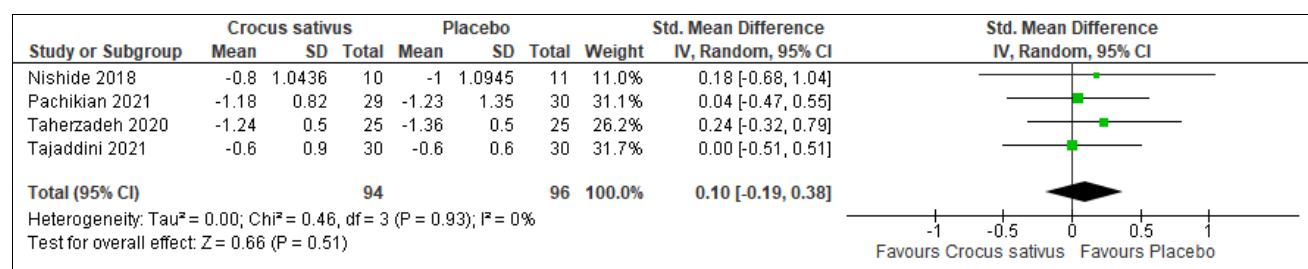 Crocus sativus Placebo Std. Mean Difference Std. Mean Difference
Study or Subgroup Mean SD Total Mean SD Total Weight IV, Random, 95% CI IV, Random, 95% CI
Nishide 2018 -0.8 1.0436 10 -1 1.0945 11 11.0% 0.18 [-0.68, 1.04]
Pachikian 2021 -1.18 0.82 29 -1.23 1.35 30 31.1% 0.04 [-0.47, 0.55]
Taherzadeh 2020 -1.24 0.5 25 -1.36 0.5 25 26.2% 0.24 [-0.32, 0.79]
Tajaddini 2021 -0.6 0.9 30 -0.6 0.6 30 31.7% 0.00 [-0.51, 0.51]
Total (95% CI) 94 96 100.0% 0.10 [-0.19, 0.38]
Heterogeneity: Tau² = 0.00; Chi² = 0.46, df = 3 (P = 0.93); I² = 0%
Test for overall effect: Z = 0.66 (P = 0.51)
-1 -0.5 0 0.5 1
Favours Crocus sativus Favours Placebo